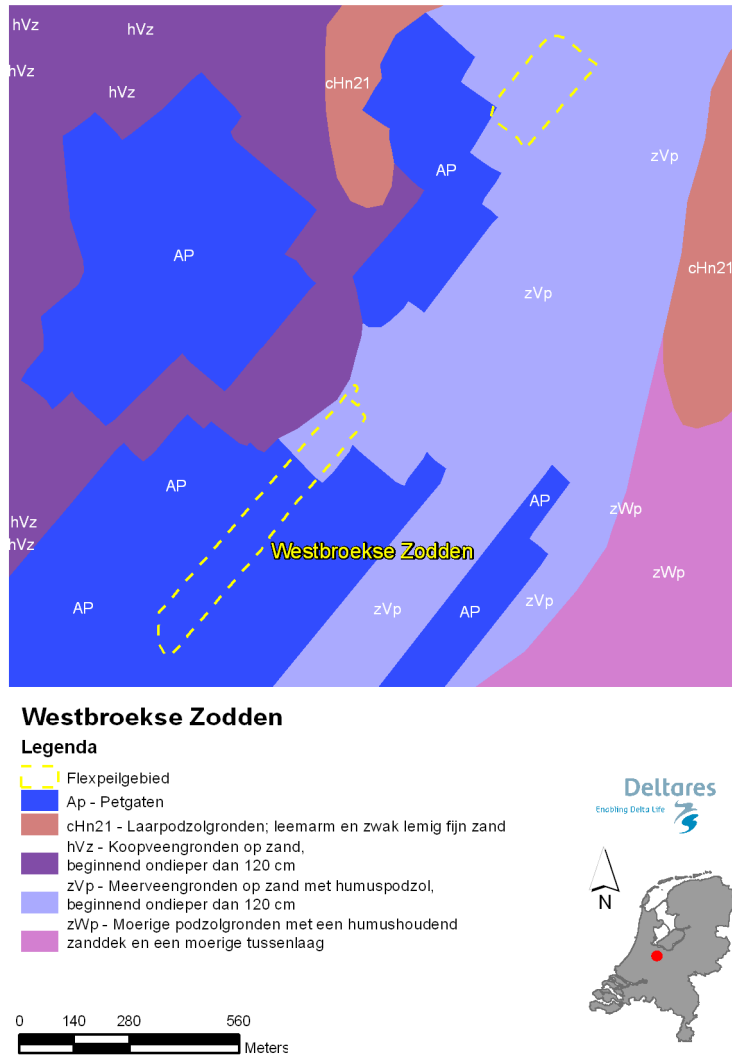 hVz
hVz
hVz
cHn21
AP
zVp
AP
cHn21
zVp
AP
hVz
hVz
AP
zWp
Westbroekse Zodden
zWp
AP
zVp
AP
zVp
Westbroekse Zodden
Legenda
Flexpeilgebied
Ap - Petgaten
cHn21 - Laarpodzolgronden; leemarm en zwak lemig fijn zand
hVz - Koopveengronden op zand,
beginnend ondieper dan 120 cm
zVp - Meerveengronden op zand met humuspodzol,
beginnend ondieper dan 120 cm
zWp - Moerige podzolgronden met een humushoudend
zanddek en een moerige tussenlaag
Deltares
Enabling Delta Life
N
0 140 280 560
Meters